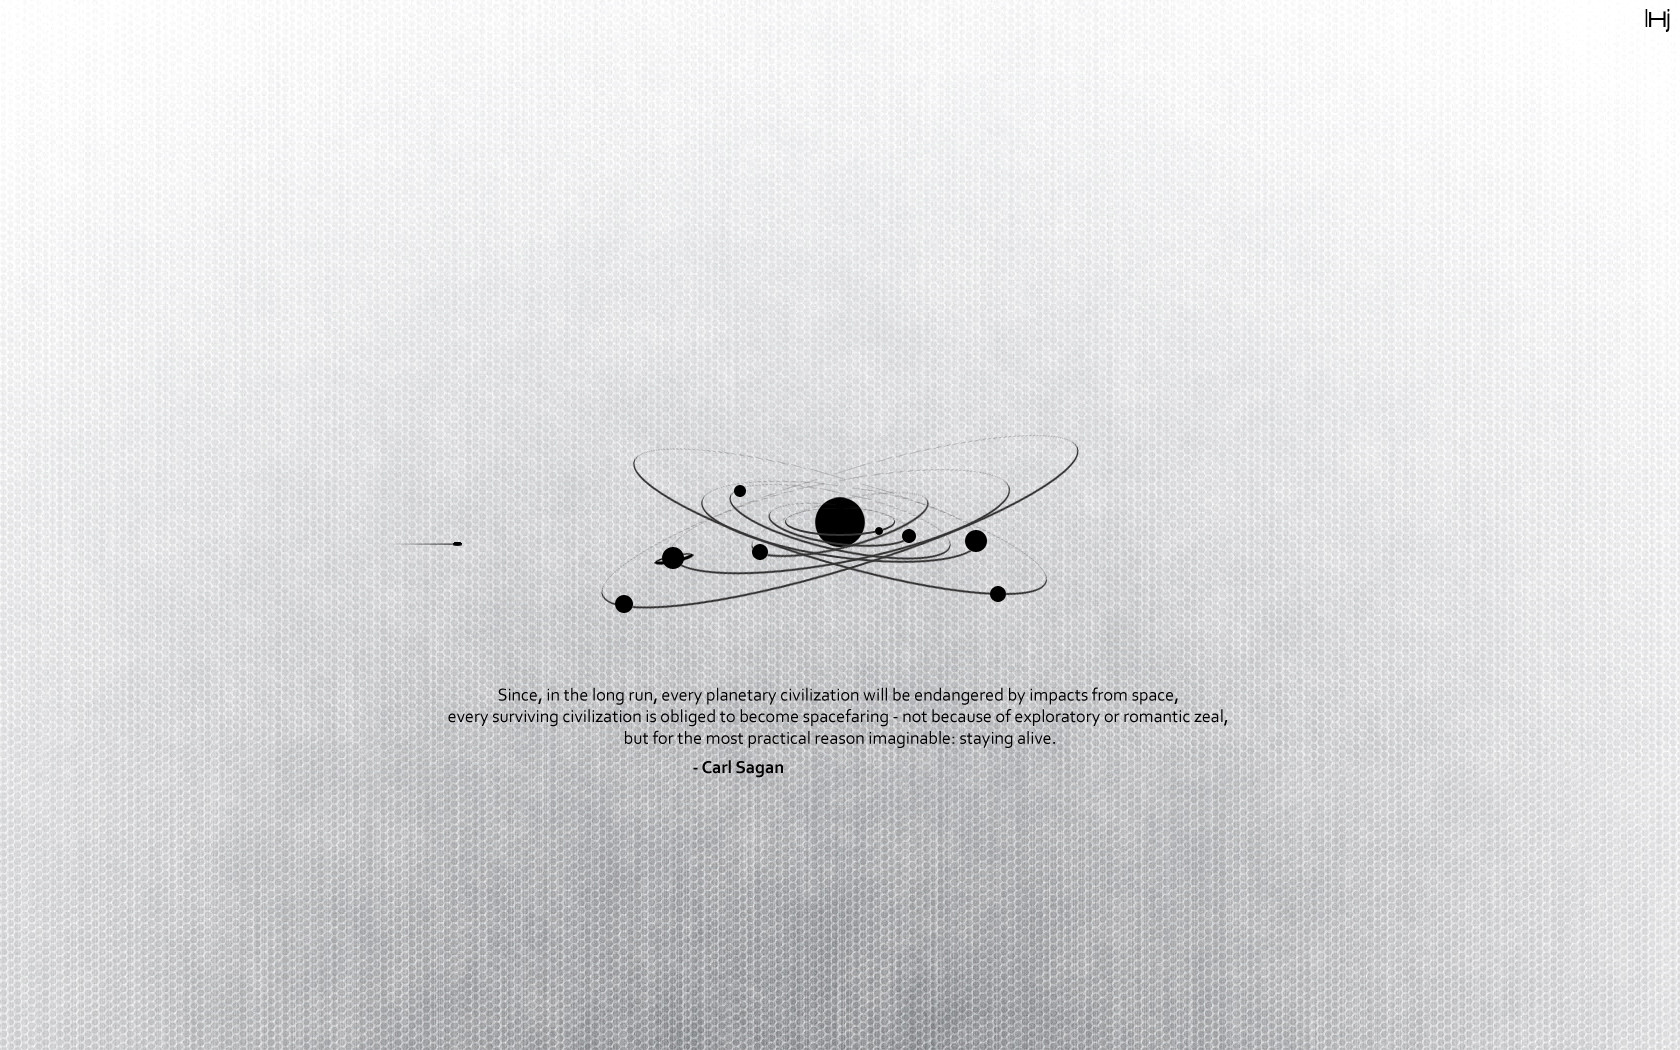 Hj
Since, in the long run, every planetary civilization will be endangered by impacts from space,
every surviving civilization is obliged to become spacefaring - not because of exploratory or romantic zeal,
but for the most practical reason imaginable: staying alive.
- Carl Sagan